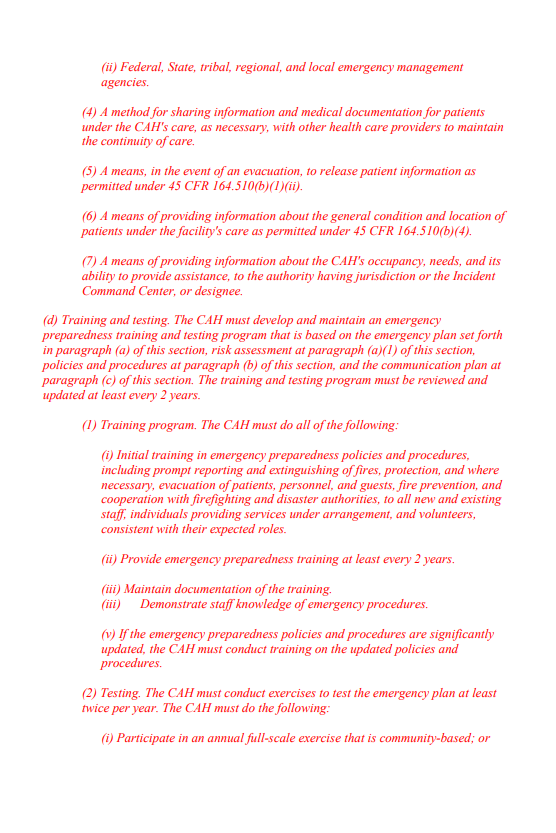 (ii) Federal, State, tribal, regional, and local emergency management
agencies.
(4) A method for sharing information and medical documentation for patients
under the CAH's care, as necessary, with other health care providers to maintain
the continuity of care.
(5) A means, in the event of an evacuation, to release patient information as
permitted under 45 CFR 164.510(b)(1)(ii).
(6) A means of providing information about the general condition and location of
patients under the facility's care as permitted under 45 CFR 164.510(b)(4).
(7) A means of providing information about the CAH's occupancy, needs, and its
ability to provide assistance, to the authority having jurisdiction or the Incident
Command Center, or designee.
(d) Training and testing. The CAH must develop and maintain an emergency
preparedness training and testing program that is based on the emergency plan set forth
in paragraph (a) of this section, risk assessment at paragraph (a)(1) of this section,
policies and procedures at paragraph (b) of this section, and the communication plan at
paragraph (c) of this section. The training and testing program must be reviewed and
updated at least every 2 years.
(1) Training program. The CAH must do all of the following:
(i) Initial training in emergency preparedness policies and procedures,
including prompt reporting and extinguishing of fires, protection, and where
necessary, evacuation of patients, personnel, and guests, fire prevention, and
cooperation with firefighting and disaster authorities, to all new and existing
staff, individuals providing services under arrangement, and volunteers,
consistent with their expected roles.
(ii) Provide emergency preparedness training at least every 2 years.
(iii) Maintain documentation of the training.
(iii) Demonstrate staff knowledge of emergency procedures.
(v) If the emergency preparedness policies and procedures are significantly
updated, the CAH must conduct training on the updated policies and
procedures.
(2) Testing. The CAH must conduct exercises to test the emergency plan at least
twice per year. The CAH must do the following:
(i) Participate in an annual full-scale exercise that is community-based; or